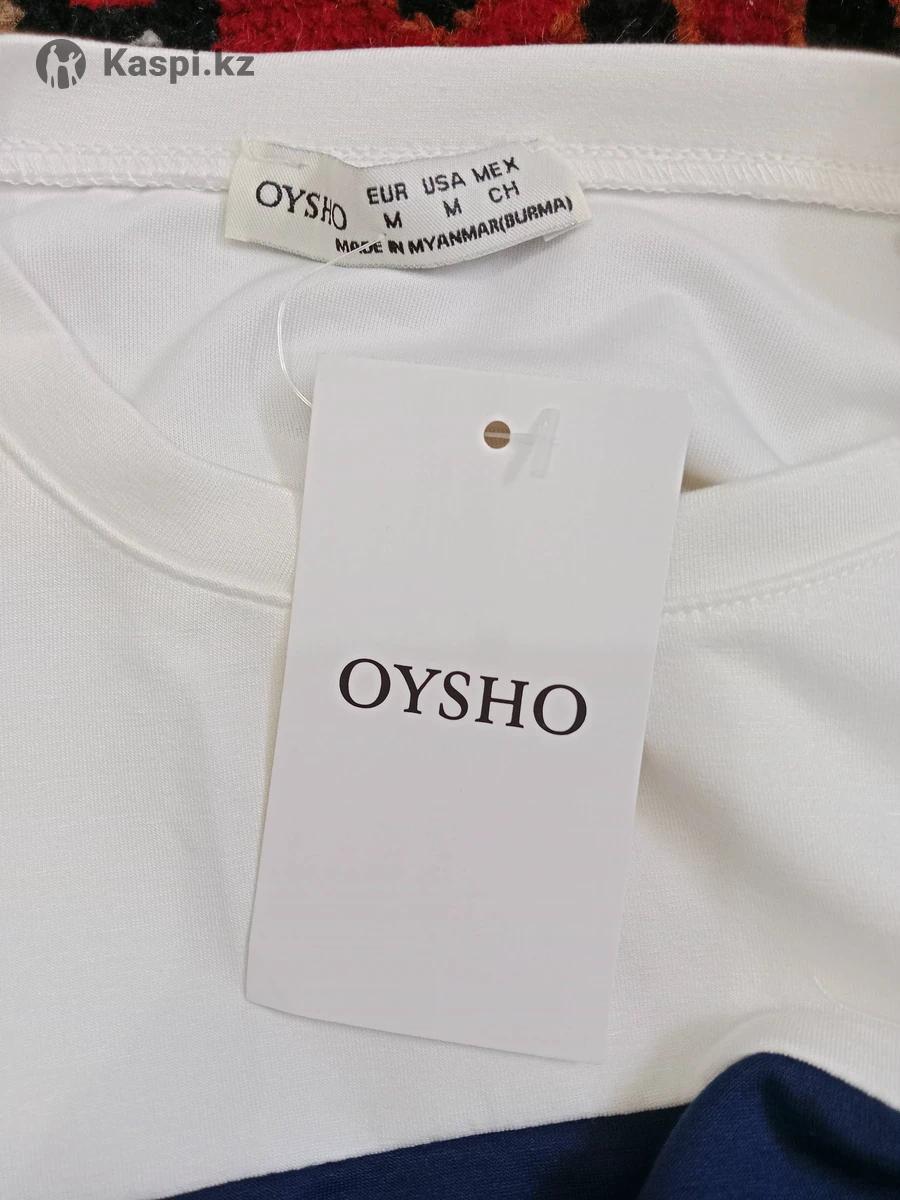 Kaspi.kz
OYSHO
EUR USA MEX
M M CH
MADE IN MYANMAR(BURMA)
OYSHO